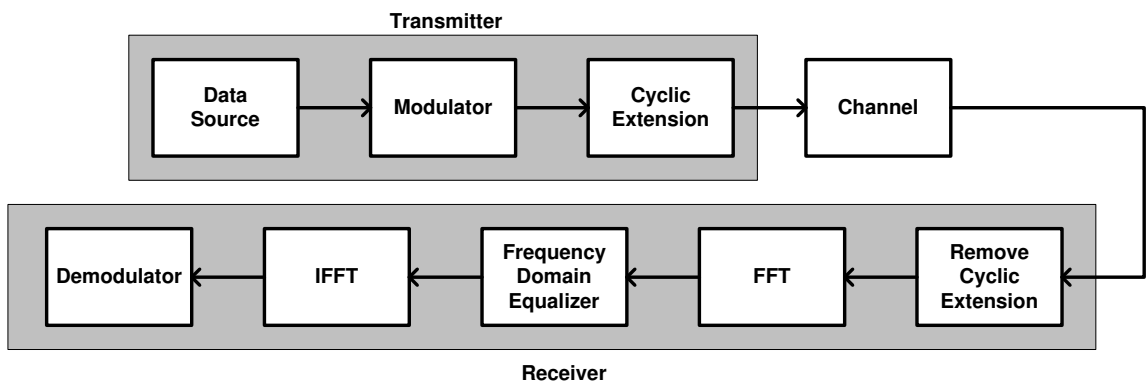 Transmitter
Data
Source
Modulator
Cyclic
Extension
Channel
Demodulator
IFFT
Frequency
Domain
Equalizer
FFT
Remove
Cyclic
Extension
Receiver